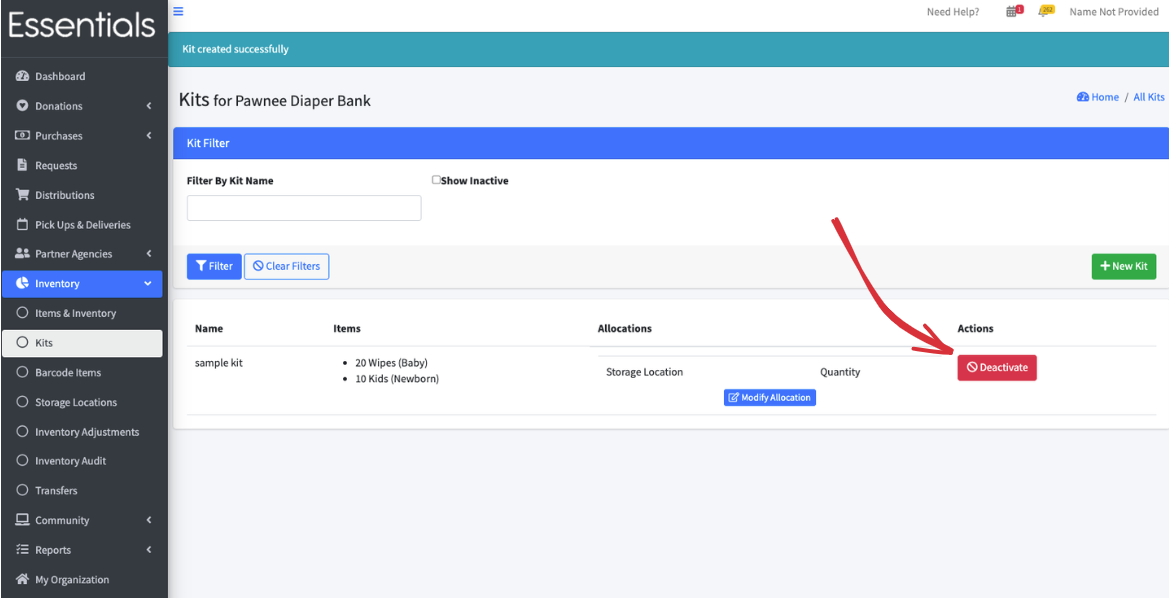 Essentials
Need Help?
1
262
Name Not Provided
Kit created successfully
Kits for Pawnee Diaper Bank
Home / All Kits
Dashboard
Donations
Purchases
Requests
Distributions
Pick Ups & Deliveries
Partner Agencies
Inventory
Items & Inventory
Kits
Barcode Items
Storage Locations
Inventory Adjustments
Inventory Audit
Transfers
Community
Reports
My Organization
Kit Filter
Filter By Kit Name
Show Inactive
Filter
Clear Filters
New Kit
Name Items Allocations Actions
sample kit
20 Wipes (Baby)
10 Kids (Newborn)
Storage Location Quantity
Modify Allocation
Deactivate